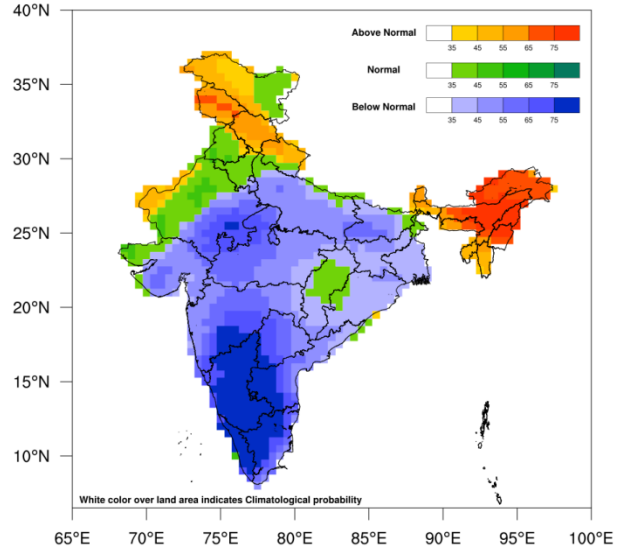 40°N
35°N
30°N
25°N
20°N
15°N
10°N
Above Normal
35 45 55 65 75
Normal
35 45 55 65 75
Below Normal
35 45 55 65 75
White color over land area indicates Climatological probability
65°E 70°E 75°E 80°E 85°E 90°E 95°E 100°E